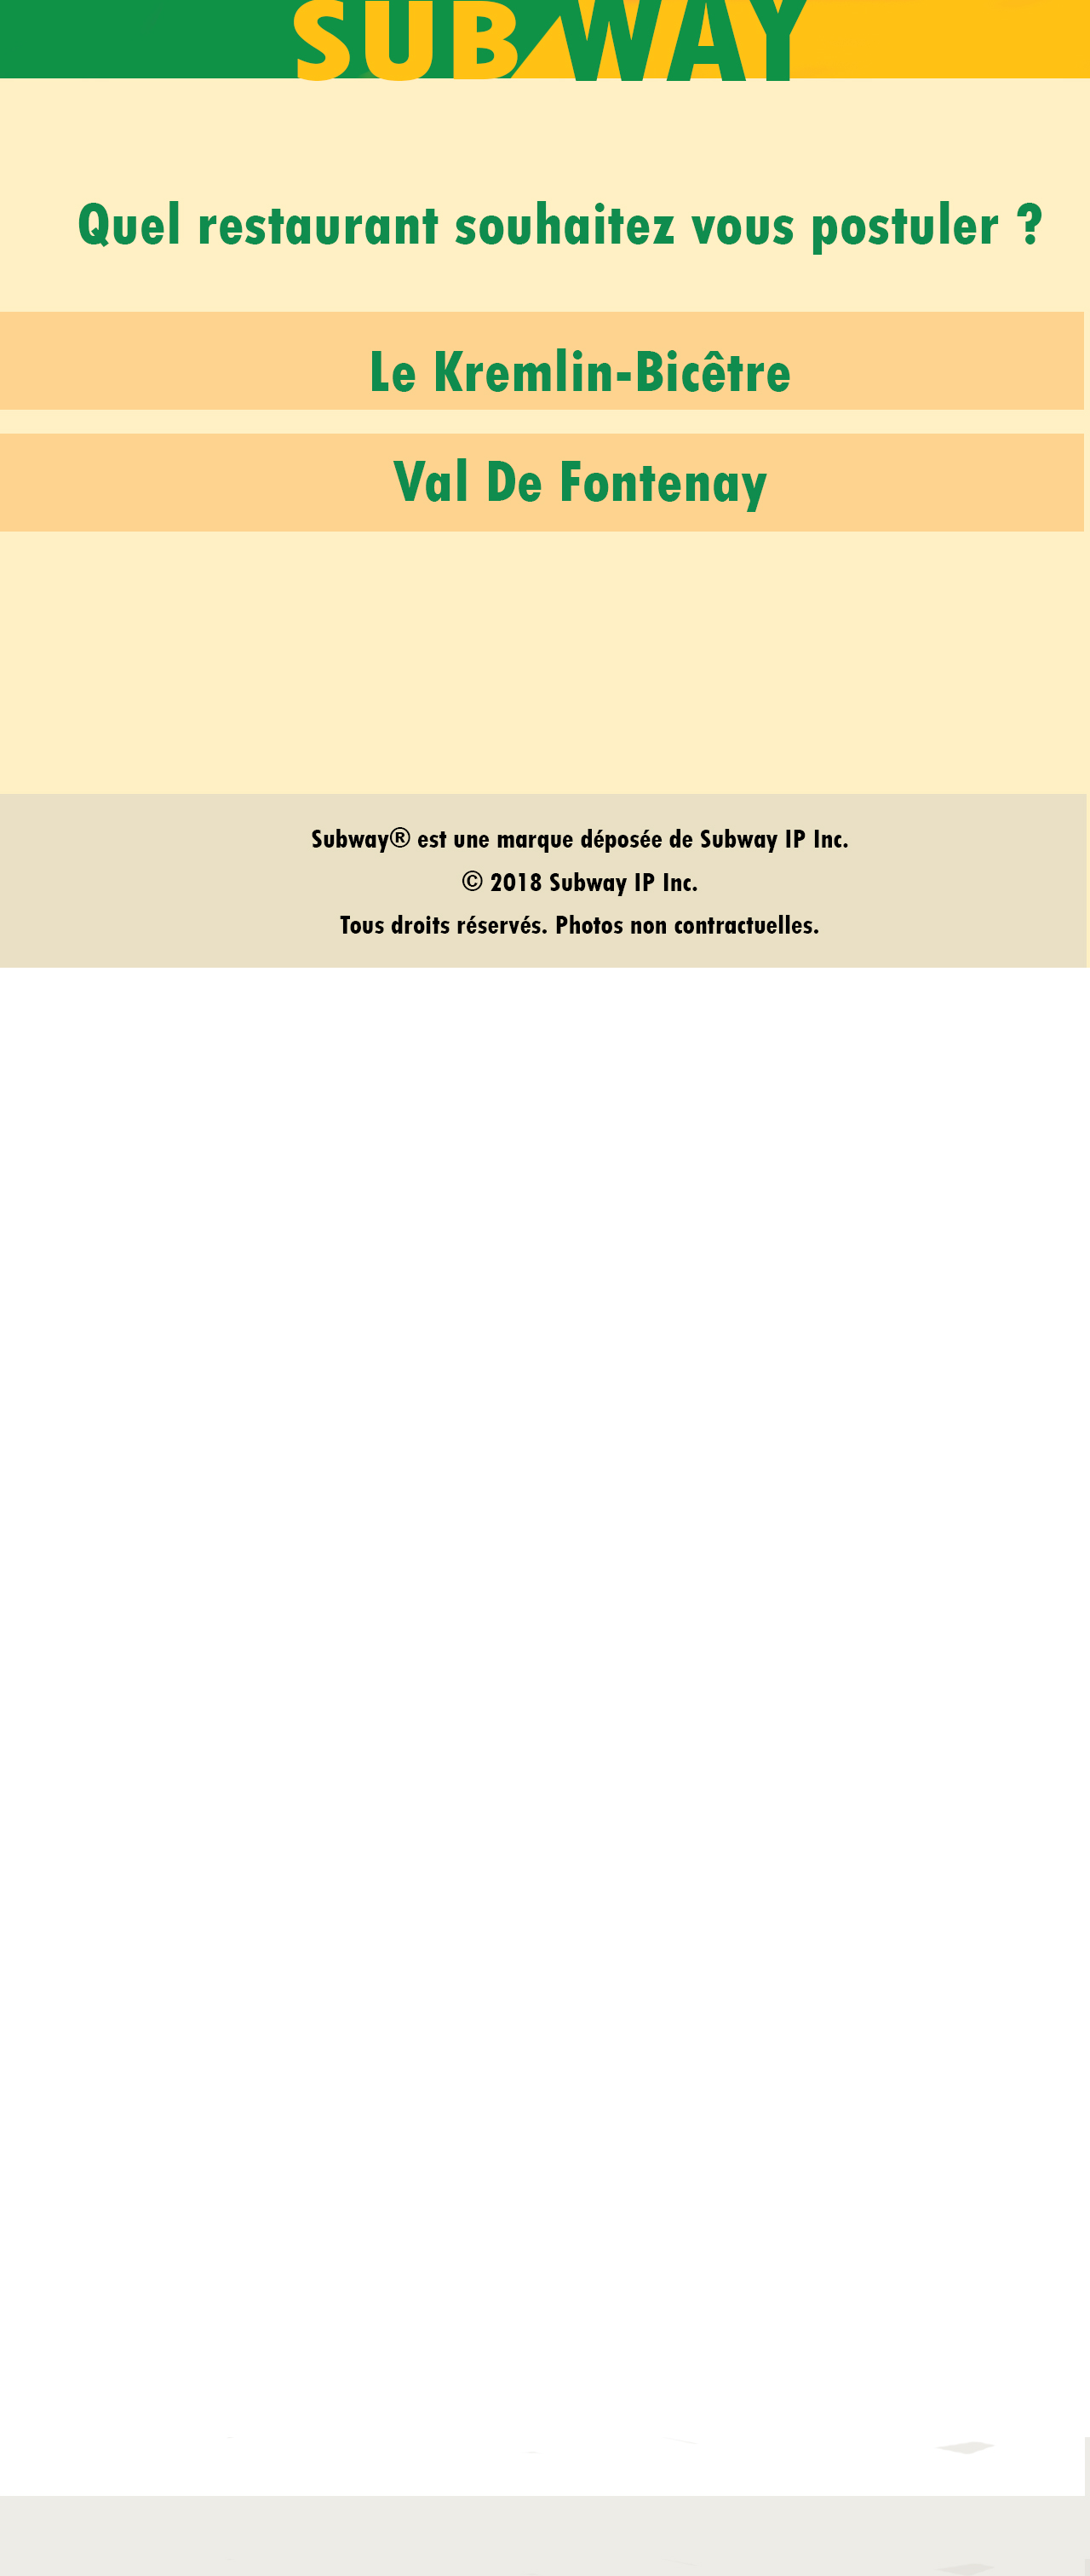 SUBWAY
Quel restaurant souhaitez vous postuler ?
Le Kremlin-Bicêtre
Val De Fontenay
Subway® est une marque déposée de Subway IP Inc.
© 2018 Subway IP Inc.
Tous droits réservés. Photos non contractuelles.